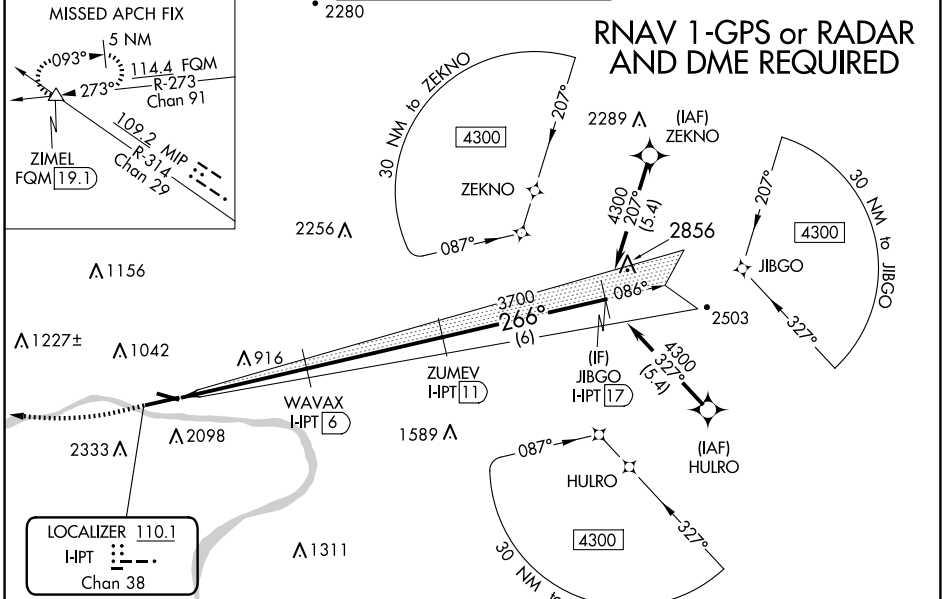 MISSED APCH FIX
5 NM
093°
273°
114.4 FQM
R-273
Chan 91
109.2 MIP
R-314
Chan 29
ZIMEL
FQM 19.1
2280
RNAV 1-GPS or RADAR
AND DME REQUIRED
30 NM to ZEKNO
4300
207°
ZEKNO
087°
2289
(IAF)
ZEKNO
4300
207°
(5.4)
2856
207°
30 NM to JIBGO
4300
JIBGO
327°
2256
1156
1227±
1042
916
3700
266°
(6)
086°
2503
ZUMEV
I-IPT 11
(IF)
JIBGO
I-IPT 17
4300
327°
(5.4)
WAVAX
I-IPT 6
2333
2098
1589
(IAF)
HULRO
087°
HULRO
327°
4300
30 NM to
1311
LOCALIZER 110.1
I-IPT
Chan 38